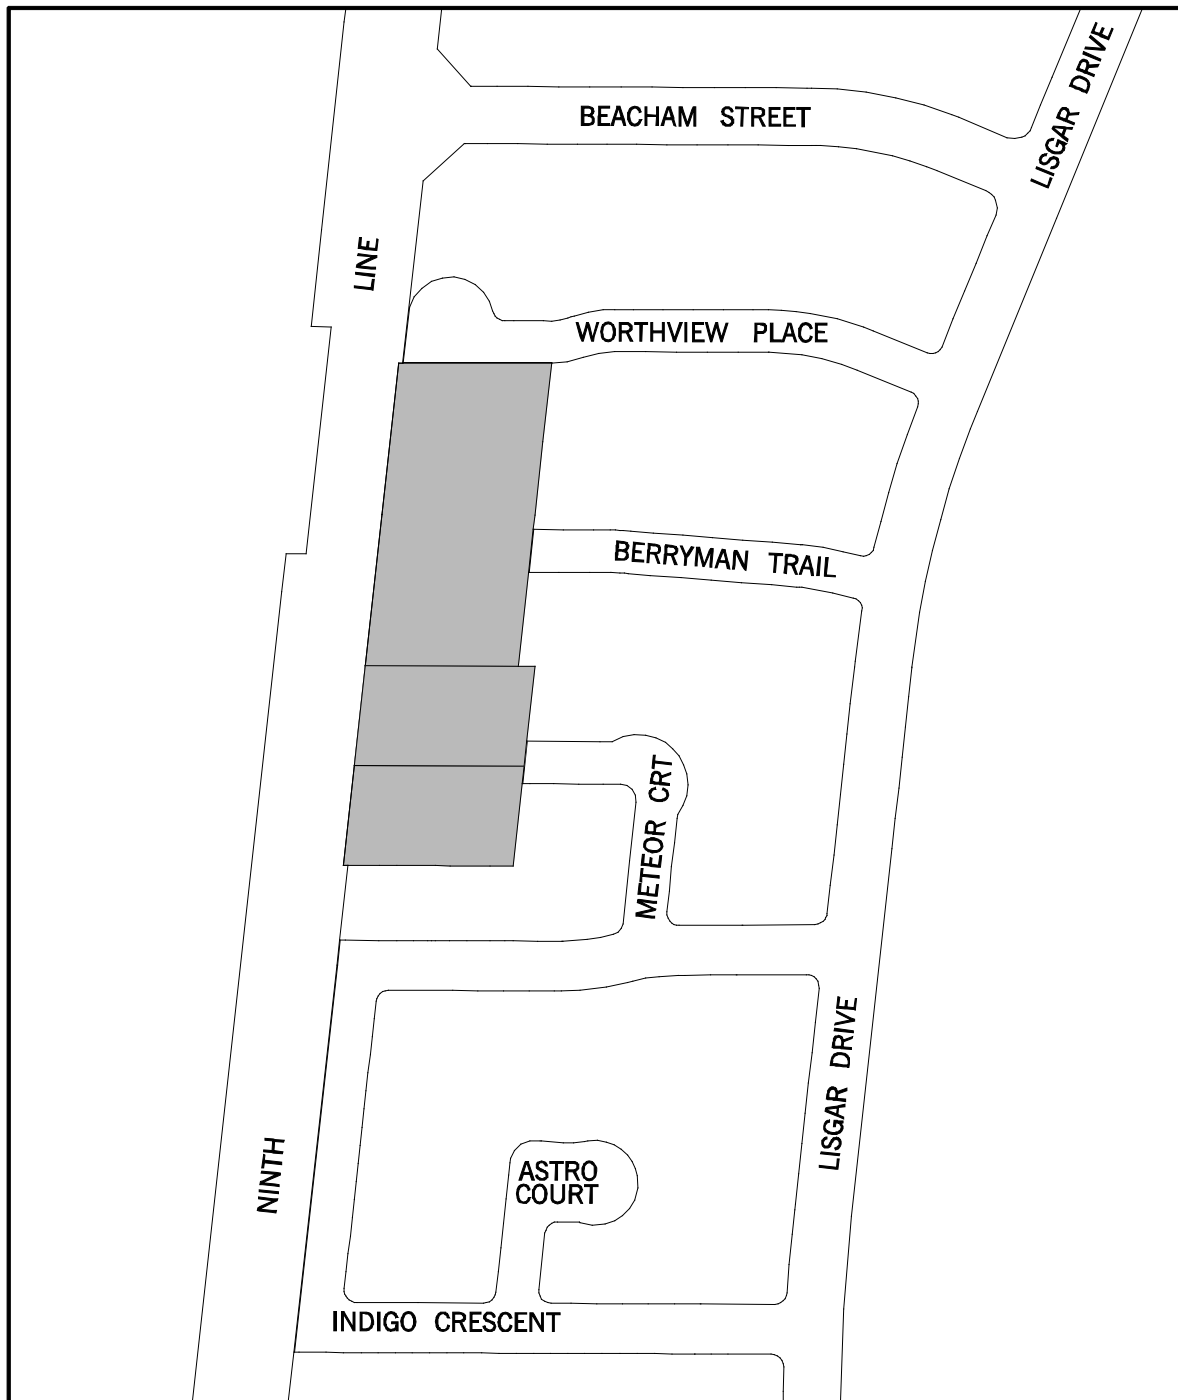 LISGAR DRIVE
BEACHAM STREET
LINE
WORTHVIEW PLACE
BERRYMAN TRAIL
METEOR CRT
LISGAR DRIVE
NINTH
ASTRO
COURT
INDIGO CRESCENT